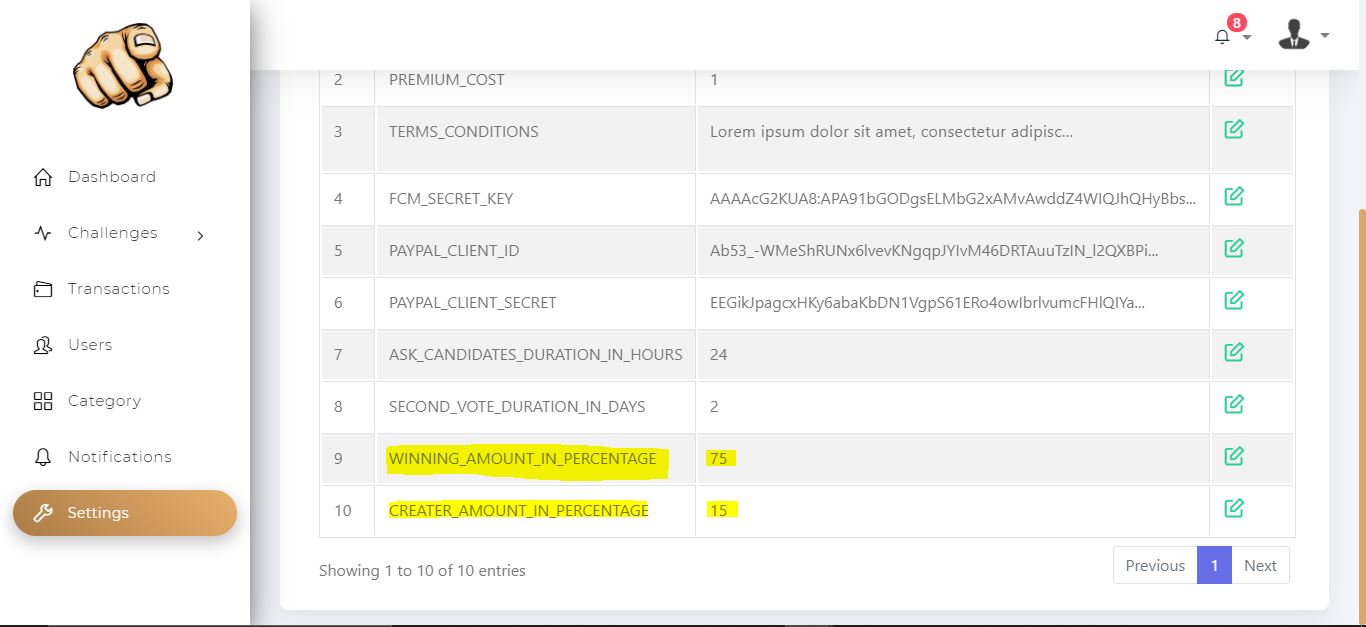 8
2 PREMIUM_COST 1
3 TERMS_CONDITIONS Lorem ipsum dolor sit amet, consectetur adipisc...
4 FCM_SECRET_KEY AAAAcG2KUA8:APA91bGODgsELMbG2xAMvAwddZ4WIQJhQHyBbs...
5 PAYPAL_CLIENT_ID Ab53_-WMeShRUNx6lvevKNgqpJYIvM46DRTAuuTzIN_l2QXBPi...
6 PAYPAL_CLIENT_SECRET EEGikJpagcxHKy6abaKbDN1VgpS61ERo4owIbrlvumcFHlQIYa...
7 ASK_CANDIDATES_DURATION_IN_HOURS 24
8 SECOND_VOTE_DURATION_IN_DAYS 2
9 WINNING_AMOUNT_IN_PERCENTAGE 75
10 CREATER_AMOUNT_IN_PERCENTAGE 15
Showing 1 to 10 of 10 entries
Previous 1 Next
Dashboard
Challenges
Transactions
Users
Category
Notifications
Settings